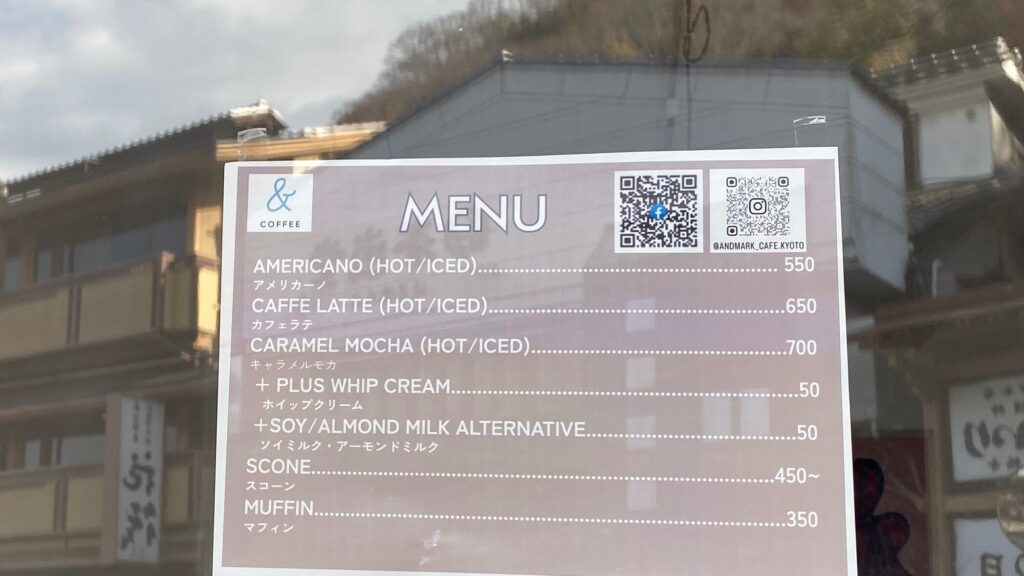 &
COFFEE
MENU
@ANDMARK_CAFE.KYOTO
AMERICANO (HOT/ICED)........................................................ 550
アメリカーノ
CAFFE LATTE (HOT/ICED)........................................................650
カフェラテ
CARAMEL MOCHA (HOT/ICED)................................................700
キャラメルモカ
+ PLUS WHIP CREAM................................................................50
ホイップクリーム
+SOY/ALMOND MILK ALTERNATIVE........................................50
ソイミルク・アーモンドミルク
SCONE........................................................................................450~
スコーン
MUFFIN.........................................................................................350
マフィン